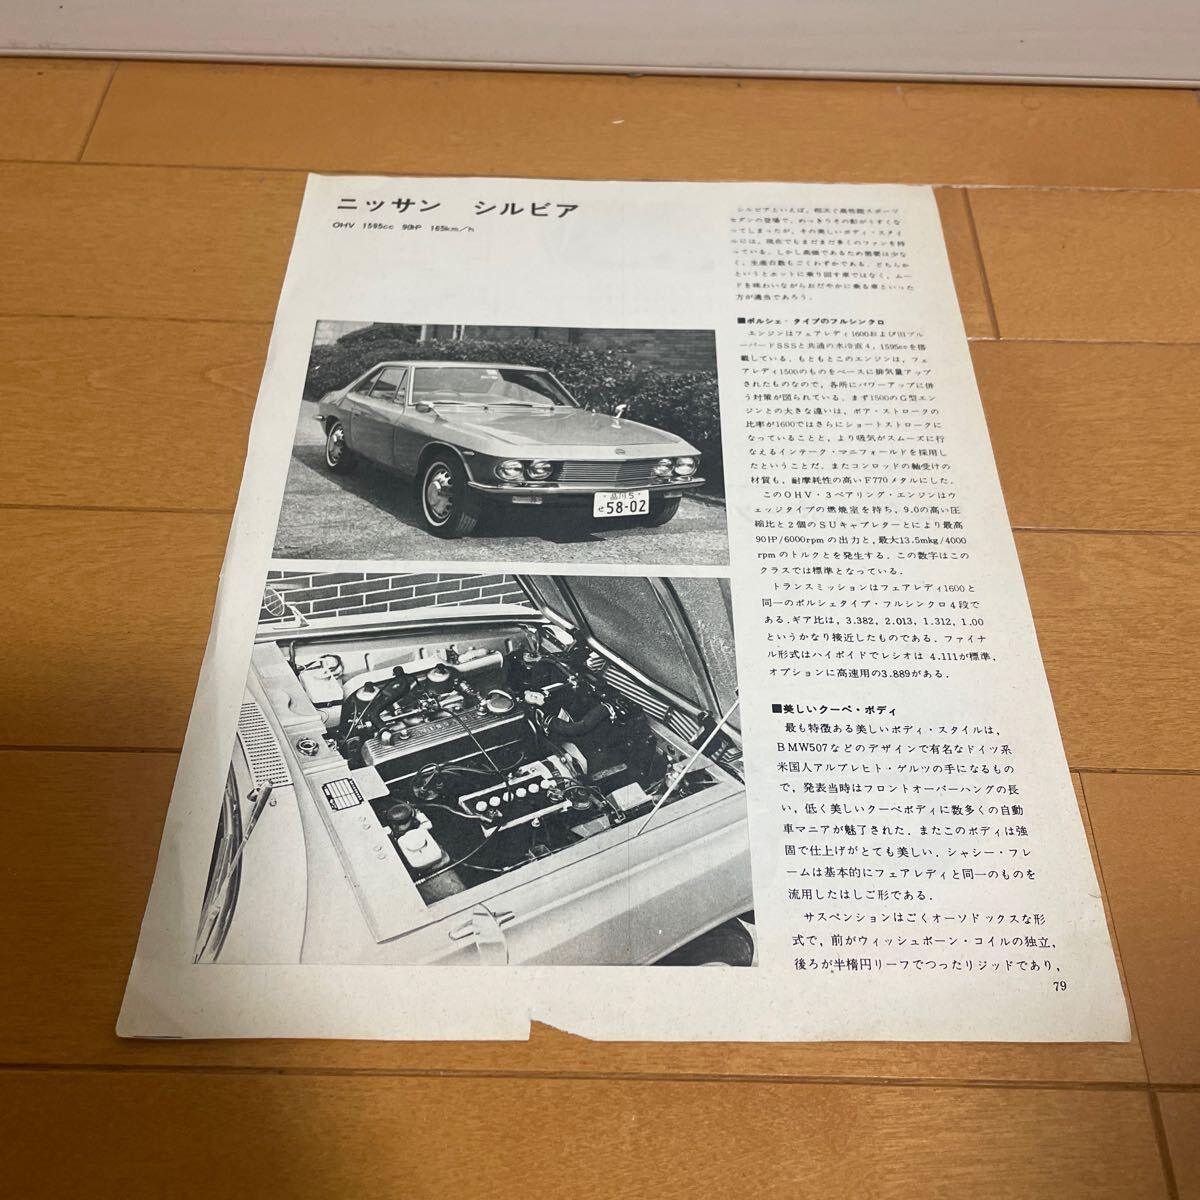 ニッサン　シルビア
OHV 1595cc 90HP 165km/h
シルビアといえば，相次ぐ高性能スポーツ
セダンの登場で，めっきりその影がうすくな
ってしまったが，その美しいボディ・スタイ
ルには，現在でもまだまだ多くのファンを持
っている．しかし高価であるため需要は少な
く，生産台数もごくわずかである．どちらか
というとホットに乗り回す車ではなく，ムー
ドを味わいながらおだやかに乗る車といった
方が適当であろう．
■ポルシェ・タイプのフルシンクロ
エンジンはフェアレディ1600および旧ブル
ーバードSSSと共通の水冷直4，1595ccを搭
載している．もともとこのエンジンは，フェ
アレディ1500のものをベースに排気量アップ
されたものなので，各所にパワーアップに併
う対策が図られている．まず1500のG型エン
ジンとの大きな違いは，ボア・ストロークの
比率が1600ではさらにショートストロークに
なっていることと，より吸気がスムーズに行
なえるインテーク・マニフォールドを採用し
たということだ．またコンロッドの軸受けの
材質も，耐摩耗性の高いF770メタルにした．
このOHV・3ベアリング・エンジンはウ
ェッジタイプの燃焼室を持ち，9.0の高い圧
縮比と2個のSUキャブレターとにより最高
90HP/6000rpmの出力と，最大13.5mkg/4000
rpmのトルクとを発生する．この数字はこの
クラスでは標準となっている．
トランスミッションはフェアレディ1600と
同一のポルシェタイプ・フルシンクロ4段で
ある．ギア比は，3.382，2.013，1.312，1.00
というかなり接近したものである．ファイナ
ル形式はハイポイドでレシオは 4.111が標準，
オプションに高速用の3.889がある．
■美しいクーペ・ボディ
最も特徴ある美しいボディ・スタイルは，
BMW507などのデザインで有名なドイツ系
米国人アルブレヒト・ゲルツの手になるもの
で，発表当時はフロントオーバーハングの長
い，低く美しいクーペボディに数多くの自動
車マニアが魅了された．またこのボディは強
固で仕上げがとても美しい．シャシー・フレ
ームは基本的にフェアレディと同一のものを
流用したはしご形である．
サスペンションはごくオーソドックスな形
式で，前がウィッシュボーン・コイルの独立，
後ろが半楕円リーフでつったリジッドであり，
79
品川5
せ 58-02